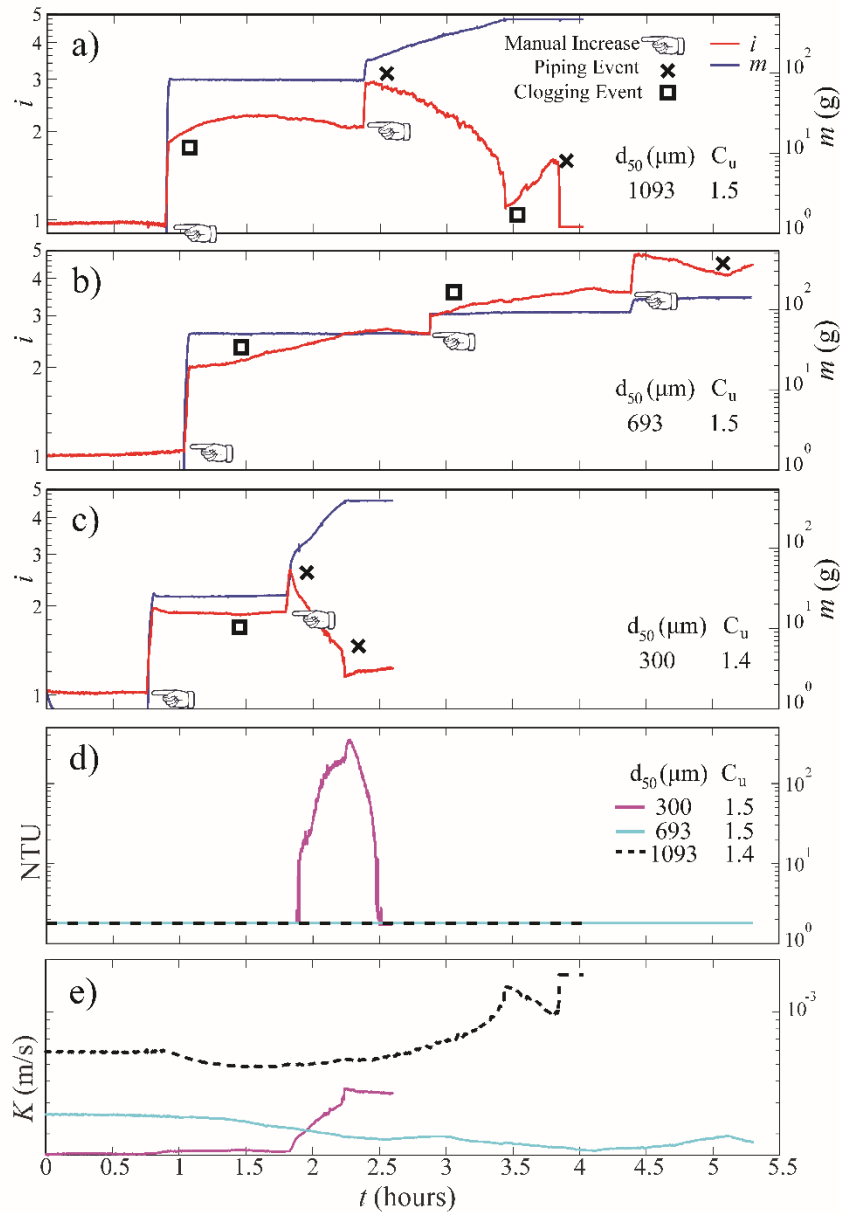 a)
Manual Increase
Piping Event
Clogging Event
i
m
5
4
3
2
1
i
10²
10¹
10⁰
m (g)
d₅₀ (µm) Cᵤ
1093 1.5
b)
5
4
3
2
1
i
10²
10¹
10⁰
m (g)
d₅₀ (µm) Cᵤ
693 1.5
c)
5
4
3
2
1
i
10²
10¹
10⁰
m (g)
d₅₀ (µm) Cᵤ
300 1.4
d)
NTU
d₅₀ (µm) Cᵤ
300 1.5
693 1.5
1093 1.4
10²
10¹
10⁰
e)
K (m/s)
10⁻³
0 0.5 1 1.5 2 2.5 3 3.5 4 4.5 5 5.5
t (hours)